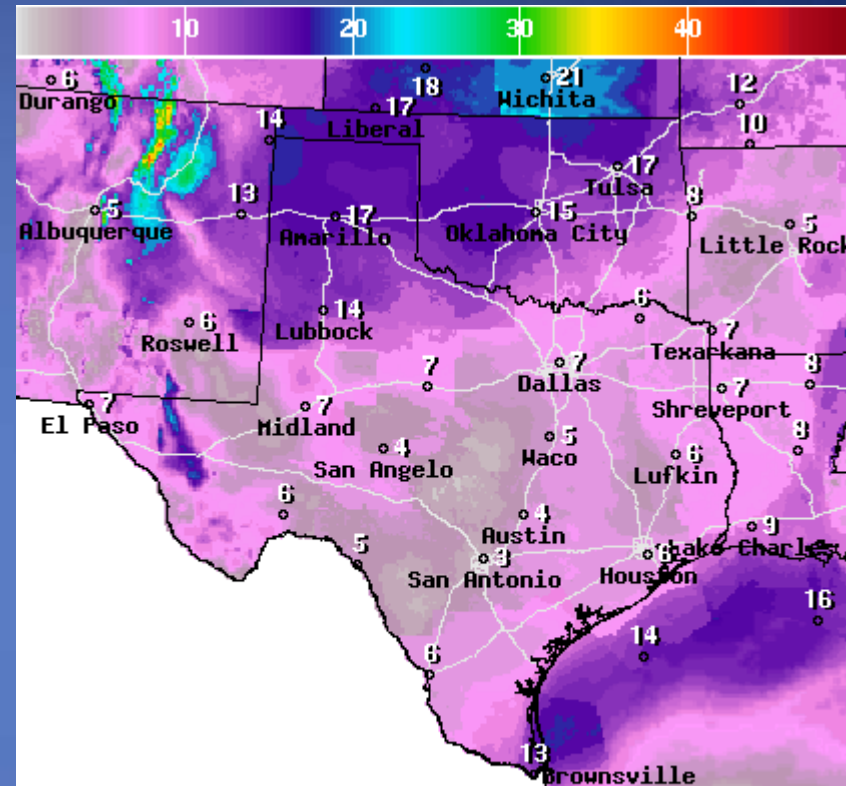 10 20 30 40
6 18 21
Durango Liberal Wichita
17 12
14 10
17
Tulsa
5 13 17 15 8 5
Albuquerque Amarillo Oklahoma City Little Rock
6 14 6
Roswell Lubbock
7 7
Dallas Texarkana
7 7 7 7 8
El Paso Midland Shreveport
4 5 6 8
San Angelo Waco Lufkin
6 4 9
Austin
5 3 6 Lake Charles
San Antonio Houston
16
14
6
13
Brownsville